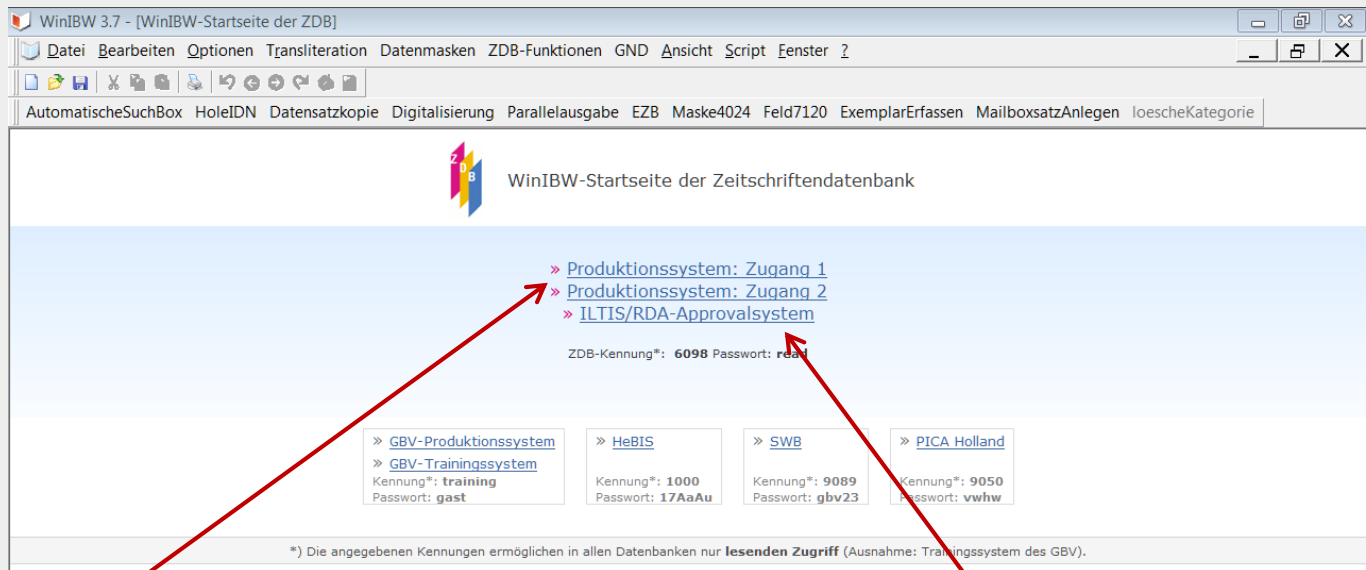 WinIBW 3.7 - [WinIBW-Startseite der ZDB]
Datei Bearbeiten Optionen Transliteration Datenmasken ZDB-Funktionen GND Ansicht Script Fenster ?
AutomatischeSuchBox HoleIDN Datensatzkopie Digitalisierung Parallelausgabe EZB Maske4024 Feld7120 ExemplarErfassen MailboxsatzAnlegen loescheKategorie
ZDB
WinIBW-Startseite der Zeitschriftendatenbank
» Produktionssystem: Zugang 1
» Produktionssystem: Zugang 2
» ILTIS/RDA-Approvalsystem
ZDB-Kennung*: 6098 Passwort: read
» GBV-Produktionssystem
» GBV-Trainingssystem
Kennung*: training
Passwort: gast
» HeBIS
Kennung*: 1000
Passwort: 17AaAu
» SWB
Kennung*: 9089
Passwort: gbv23
» PICA Holland
Kennung*: 9050
Passwort: vwhw
*) Die angegebenen Kennungen ermöglichen in allen Datenbanken nur lesenden Zugriff (Ausnahme: Trainingssystem des GBV).